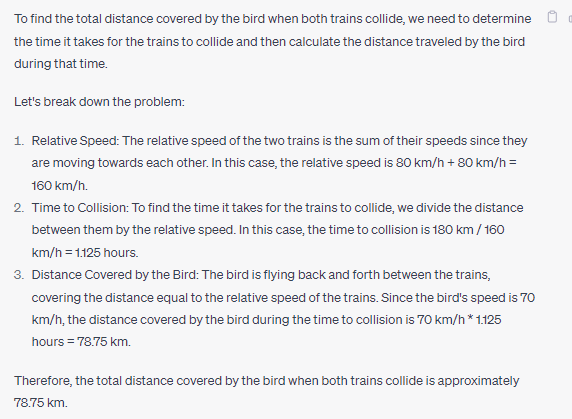 To find the total distance covered by the bird when both trains collide, we need to determine
the time it takes for the trains to collide and then calculate the distance traveled by the bird
during that time.
Let's break down the problem:
1. Relative Speed: The relative speed of the two trains is the sum of their speeds since they
are moving towards each other. In this case, the relative speed is 80 km/h + 80 km/h =
160 km/h.
2. Time to Collision: To find the time it takes for the trains to collide, we divide the distance
between them by the relative speed. In this case, the time to collision is 180 km / 160
km/h = 1.125 hours.
3. Distance Covered by the Bird: The bird is flying back and forth between the trains,
covering the distance equal to the relative speed of the trains. Since the bird's speed is 70
km/h, the distance covered by the bird during the time to collision is 70 km/h * 1.125
hours = 78.75 km.
Therefore, the total distance covered by the bird when both trains collide is approximately
78.75 km.